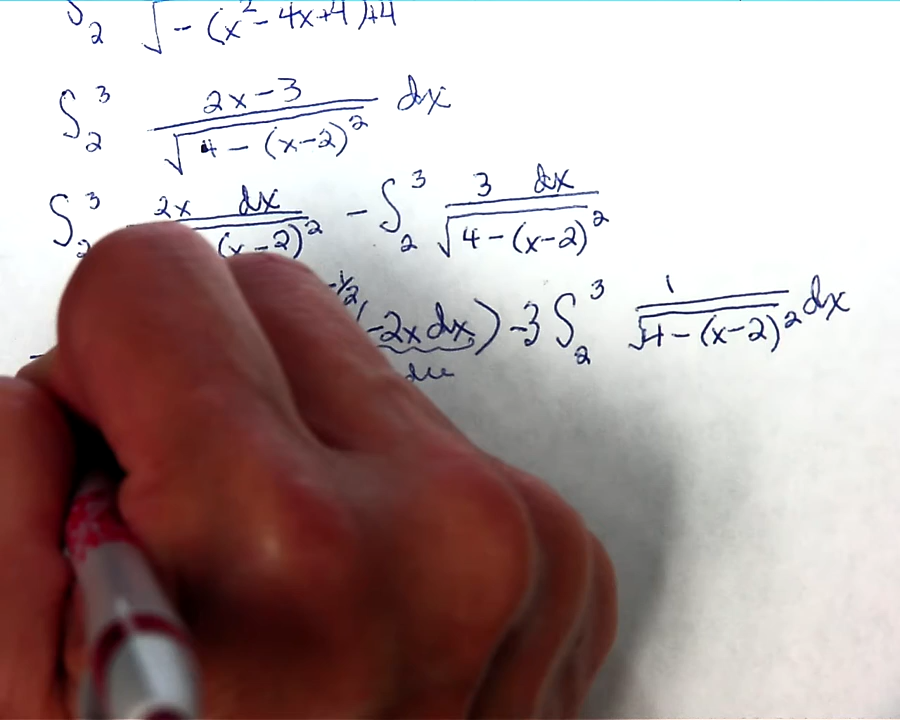 ∫₂ √-(x²-4x+4)+4
∫₂³ (2x-3)/√(4-(x-2)²) dx
∫₂³ 2x dx/(x-2)² - ∫₂³ 3 dx/√(4-(x-2)²)
-1/2 (-2x dx) - 3∫₂³ 1/√(4-(x-2)²) dx
du